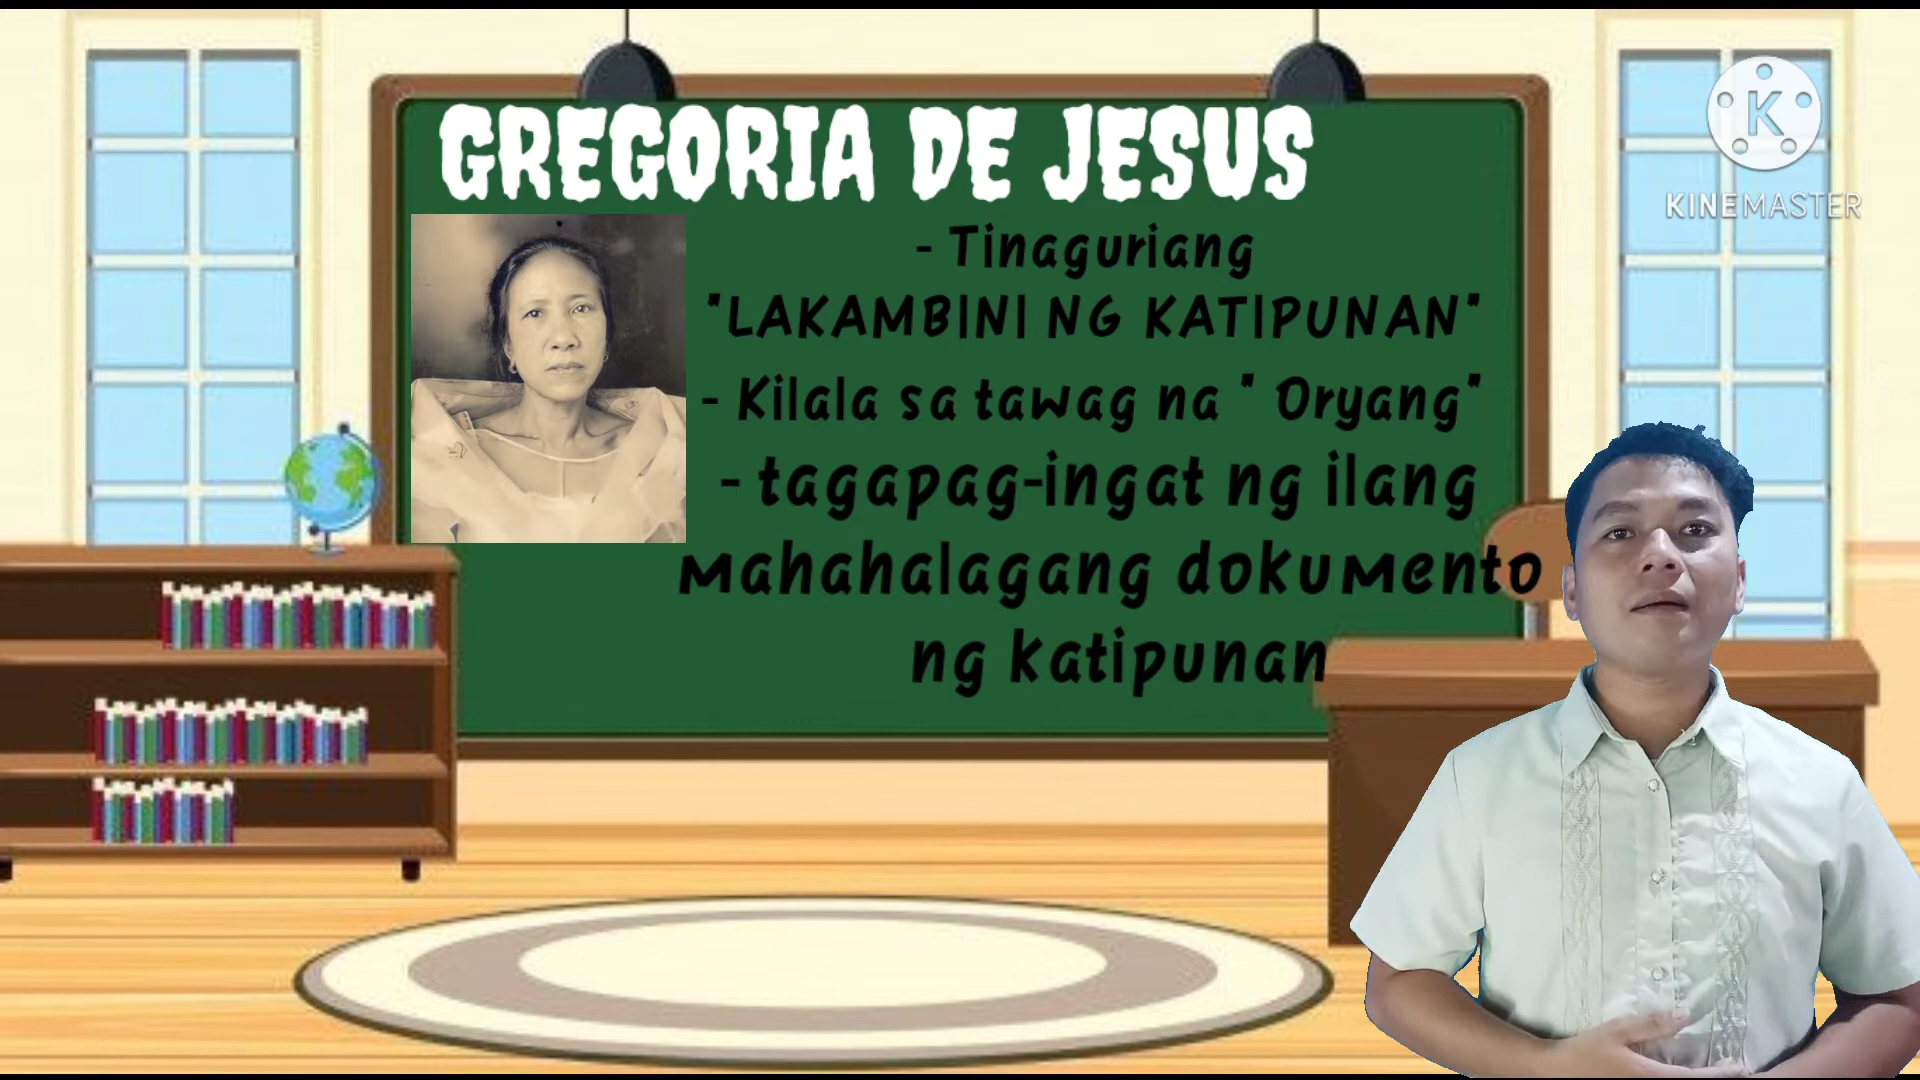 GREGORIA DE JESUS
- Tinaguriang
"LAKAMBINI NG KATIPUNAN"
- Kilala sa tawag na " Oryang"
- tagapag-ingat ng ilang
mahahalagang dokumento
ng katipunan
K
KINEMASTER